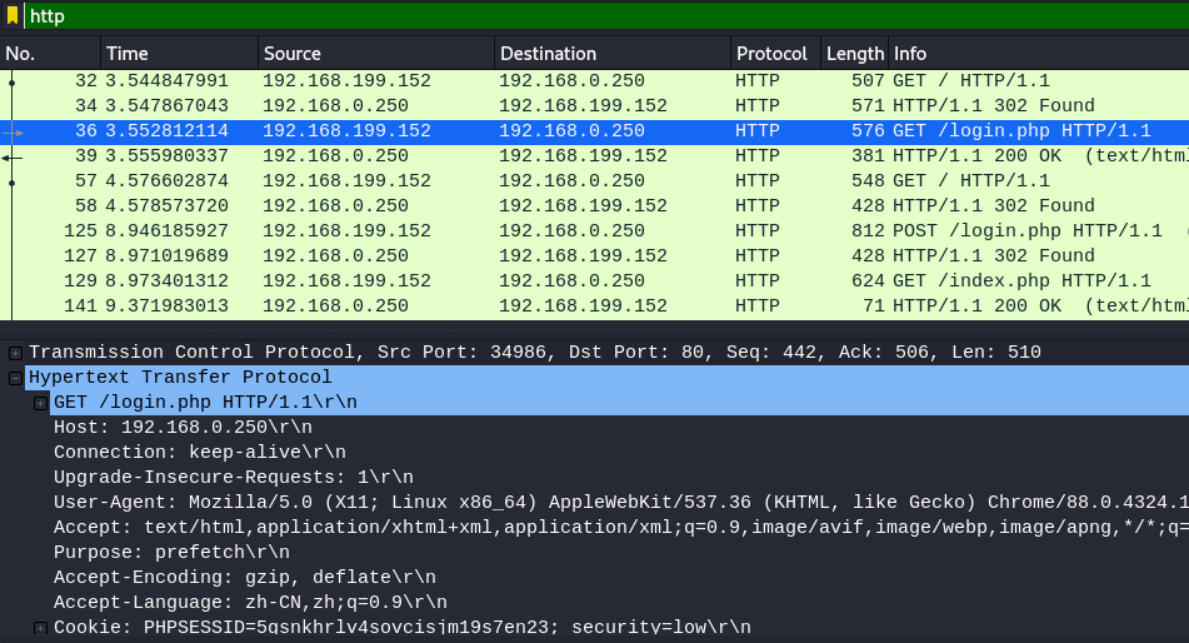 http
No. Time Source Destination Protocol Length Info
32 3.544847991 192.168.199.152 192.168.0.250 HTTP 507 GET / HTTP/1.1
34 3.547867043 192.168.0.250 192.168.199.152 HTTP 571 HTTP/1.1 302 Found
36 3.552812114 192.168.199.152 192.168.0.250 HTTP 576 GET /login.php HTTP/1.1
39 3.555980337 192.168.0.250 192.168.199.152 HTTP 381 HTTP/1.1 200 OK (text/html
57 4.576602874 192.168.199.152 192.168.0.250 HTTP 548 GET / HTTP/1.1
58 4.578573720 192.168.0.250 192.168.199.152 HTTP 428 HTTP/1.1 302 Found
125 8.946185927 192.168.199.152 192.168.0.250 HTTP 812 POST /login.php HTTP/1.1 (
127 8.971019689 192.168.0.250 192.168.199.152 HTTP 428 HTTP/1.1 302 Found
129 8.973401312 192.168.199.152 192.168.0.250 HTTP 624 GET /index.php HTTP/1.1
141 9.371983013 192.168.0.250 192.168.199.152 HTTP 71 HTTP/1.1 200 OK (text/html
Transmission Control Protocol, Src Port: 34986, Dst Port: 80, Seq: 442, Ack: 506, Len: 510
Hypertext Transfer Protocol
GET /login.php HTTP/1.1\r\n
Host: 192.168.0.250\r\n
Connection: keep-alive\r\n
Upgrade-Insecure-Requests: 1\r\n
User-Agent: Mozilla/5.0 (X11; Linux x86_64) AppleWebKit/537.36 (KHTML, like Gecko) Chrome/88.0.4324.1
Accept: text/html,application/xhtml+xml,application/xml;q=0.9,image/avif,image/webp,image/apng,*/*;q=
Purpose: prefetch\r\n
Accept-Encoding: gzip, deflate\r\n
Accept-Language: zh-CN,zh;q=0.9\r\n
Cookie: PHPSESSID=5qsnkhrlv4sovcisjm19s7en23; security=low\r\n